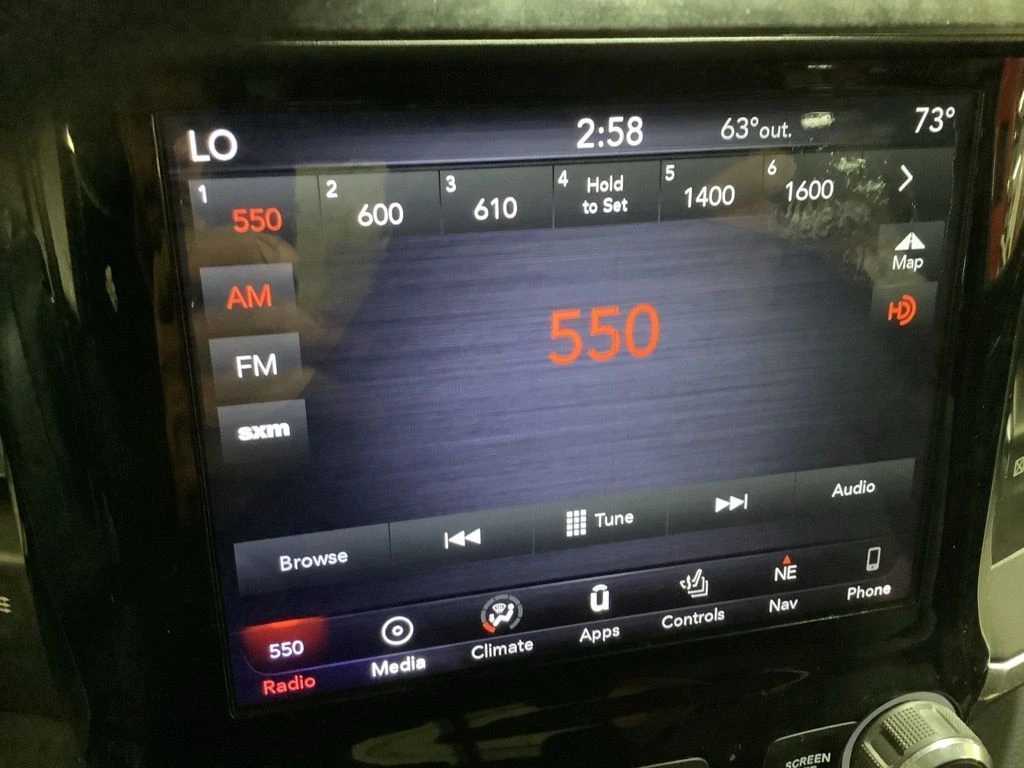 LO 2:58 63°out. 73°
1 550 2 600 3 610 4 Hold to Set 5 1400 6 1600
Map
AM
550
HD
FM
sxm
Browse Tune Audio
550 NE
Radio Media Climate Apps Controls Nav Phone
SCREEN